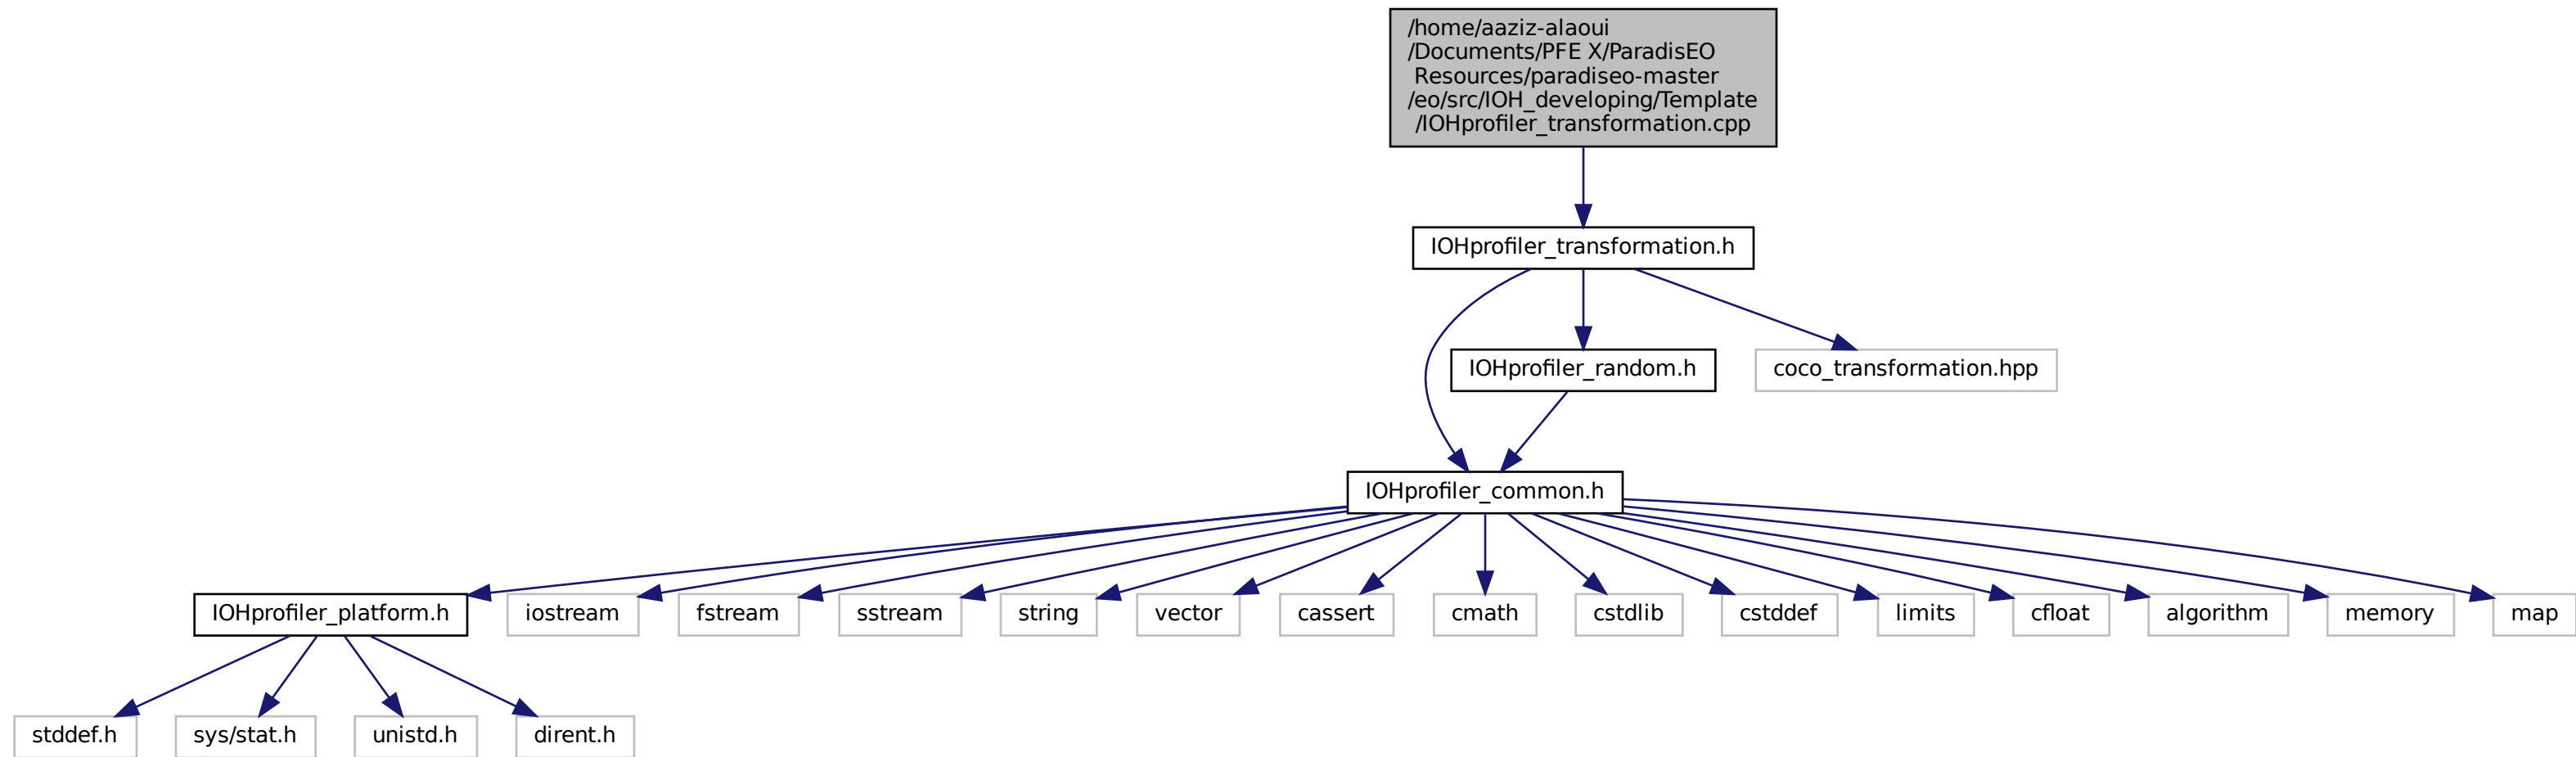 /home/aaziz-alaoui
/Documents/PFE X/ParadisEO
Resources/paradiseo-master
/eo/src/IOH_developing/Template
/IOHprofiler_transformation.cpp
IOHprofiler_transformation.h
IOHprofiler_random.h
coco_transformation.hpp
IOHprofiler_common.h
IOHprofiler_platform.h
iostream
fstream
sstream
string
vector
cassert
cmath
cstdlib
cstddef
limits
cfloat
algorithm
memory
map
stddef.h
sys/stat.h
unistd.h
dirent.h